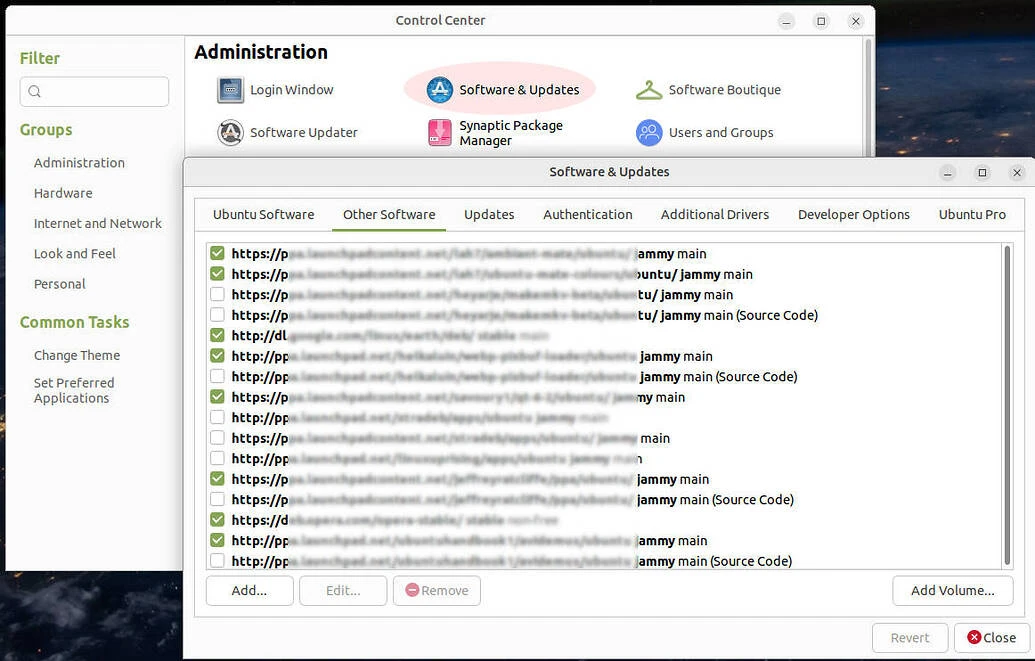 Control Center
Filter
Groups
Administration
Hardware
Internet and Network
Look and Feel
Personal
Common Tasks
Change Theme
Set Preferred
Applications
Administration
Login Window
Software & Updates
Software Boutique
Software Updater
Synaptic Package
Manager
Users and Groups
Software & Updates
Ubuntu Software
Other Software
Updates
Authentication
Additional Drivers
Developer Options
Ubuntu Pro
https://p jammy main
https://p untu/ jammy main
https://p tu/ jammy main
https://p tu/ jammy main (Source Code)
http://dl
http://pp jammy main
http://pp jammy main (Source Code)
https://p jammy main
http://pp
https://p main
http://pp
https://p jammy main
https://p jammy main (Source Code)
https://d
http://pp jammy main
http://pp jammy main (Source Code)
Add...
Edit...
Remove
Add Volume...
Revert
Close